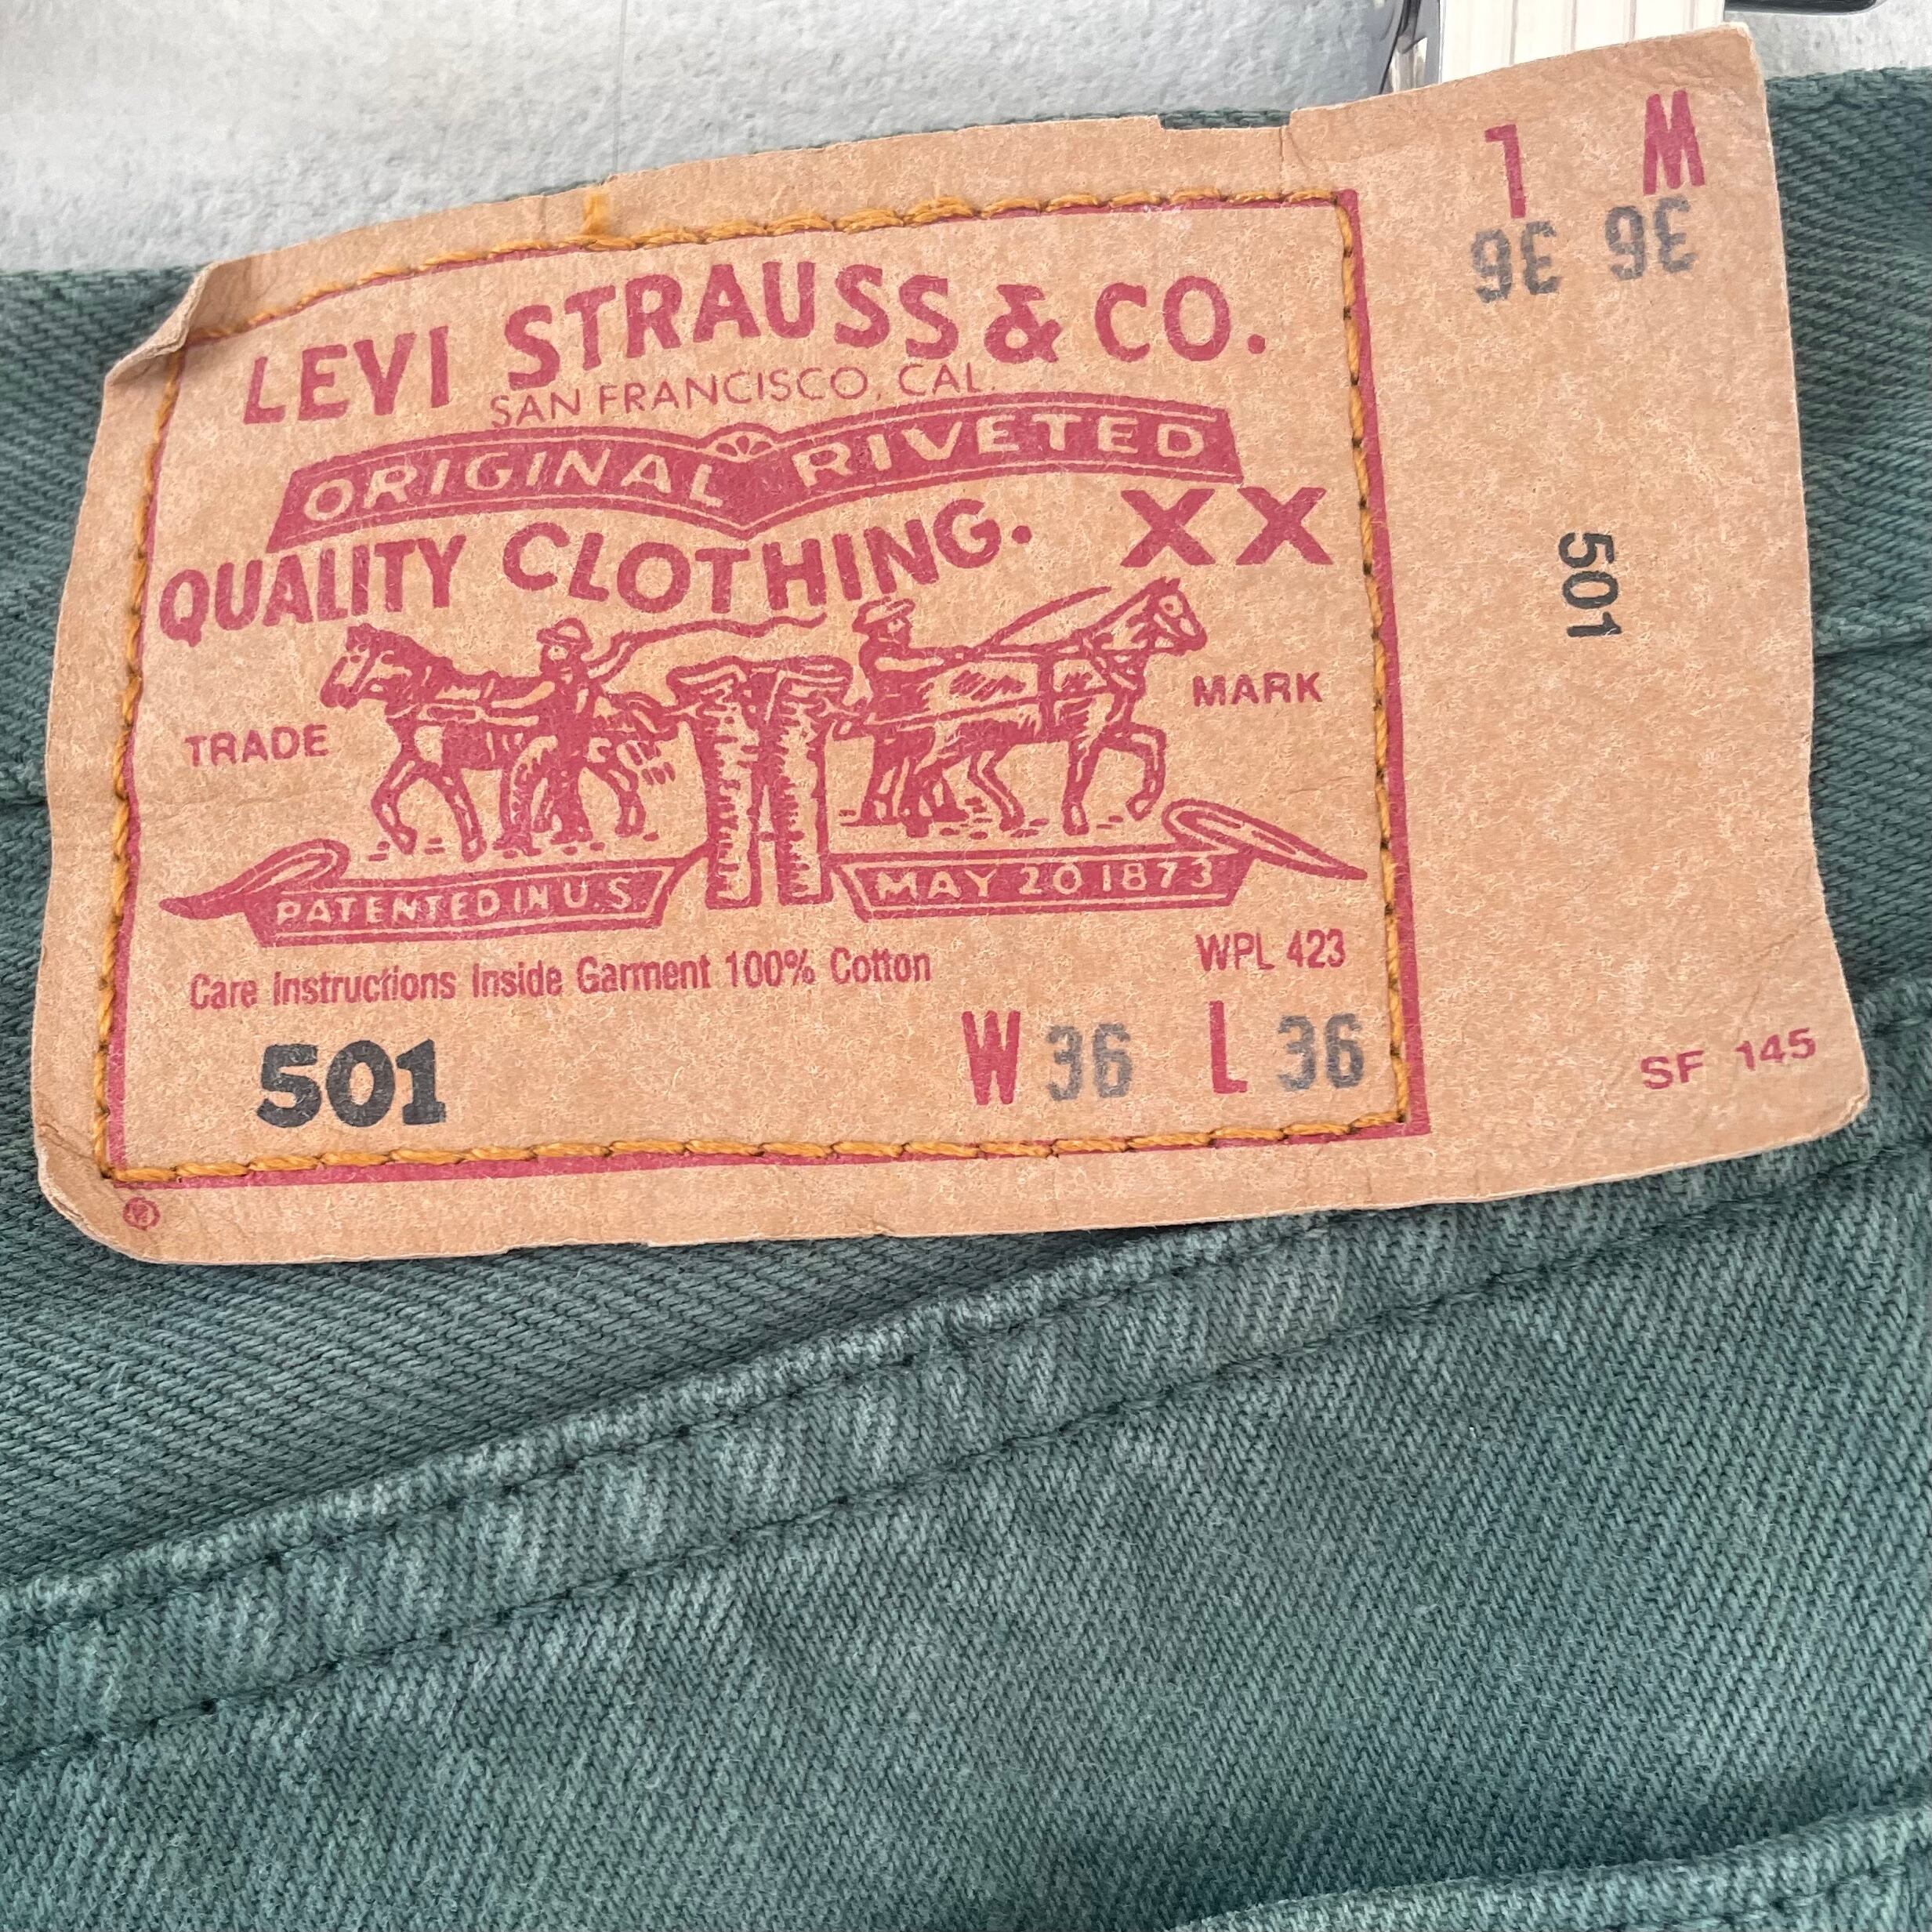 LEVI STRAUSS & CO.
SAN FRANCISCO, CAL.
ORIGINAL RIVETED
QUALITY CLOTHING. XX
TRADE MARK
PATENTED IN U.S. MAY 20 1873
Care Instructions Inside Garment 100% Cotton WPL 423
501 W 36 L 36
®
W L
36 36
501
SF 145